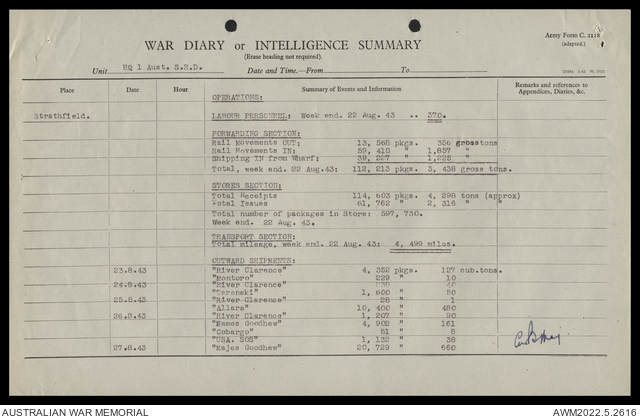 Army Form C. 2118
(adapted.)
WAR DIARY or INTELLIGENCE SUMMARY
(Erase heading not required).
Unit HQ 1 Aust. S.R.D. Date and Time.—From To
Place Date Hour Summary of Events and Information Remarks and references to Appendices, Diaries, &c.
OPERATIONS:
Strathfield. LABOUR PERSONNEL: Week end. 22 Aug. 43 .. 370.
FORWARDING SECTION:
Rail Movements OUT: 13, 568 pkgs. 356 gross tons
Rail Movements IN: 59, 418 " 1,857 "
Shipping IN from Wharf: 39, 227 " 1,225 "
Total, week end. 22 Aug.43: 112, 213 pkgs. 3, 438 gross tons.
STORES SECTION:
Total Receipts 114, 603 pkgs. 4, 298 tons (approx)
Total Issues 61, 762 " 2, 316 " "
Total number of packages in Store: 597, 730.
Week end. 22 Aug.43.
TRANSPORT SECTION:
Total mileage, week end. 22 Aug. 43: 4, 499 miles.
OUTWARD SHIPMENTS:
23.8.43 "River Clarence" 4, 352 pkgs. 127 cub.tons.
"Montoro" 229 " 10
24.8.43 "River Clarence"
1, 600 " 50
25.8.43 "River Clarence" 28 " 1
"Allara" 10, 400 " 480
26.8.43 "River Clarence" 1, 207 " 90
"James Goodhew" 4, 902 " 161
"Cobargo" 51 " 8
"USA. SOS" 1, 132 " 38
27.8.43 "Majes Goodhew" 20, 729 " 660
AUSTRALIAN WAR MEMORIAL AWM2022.5.2616